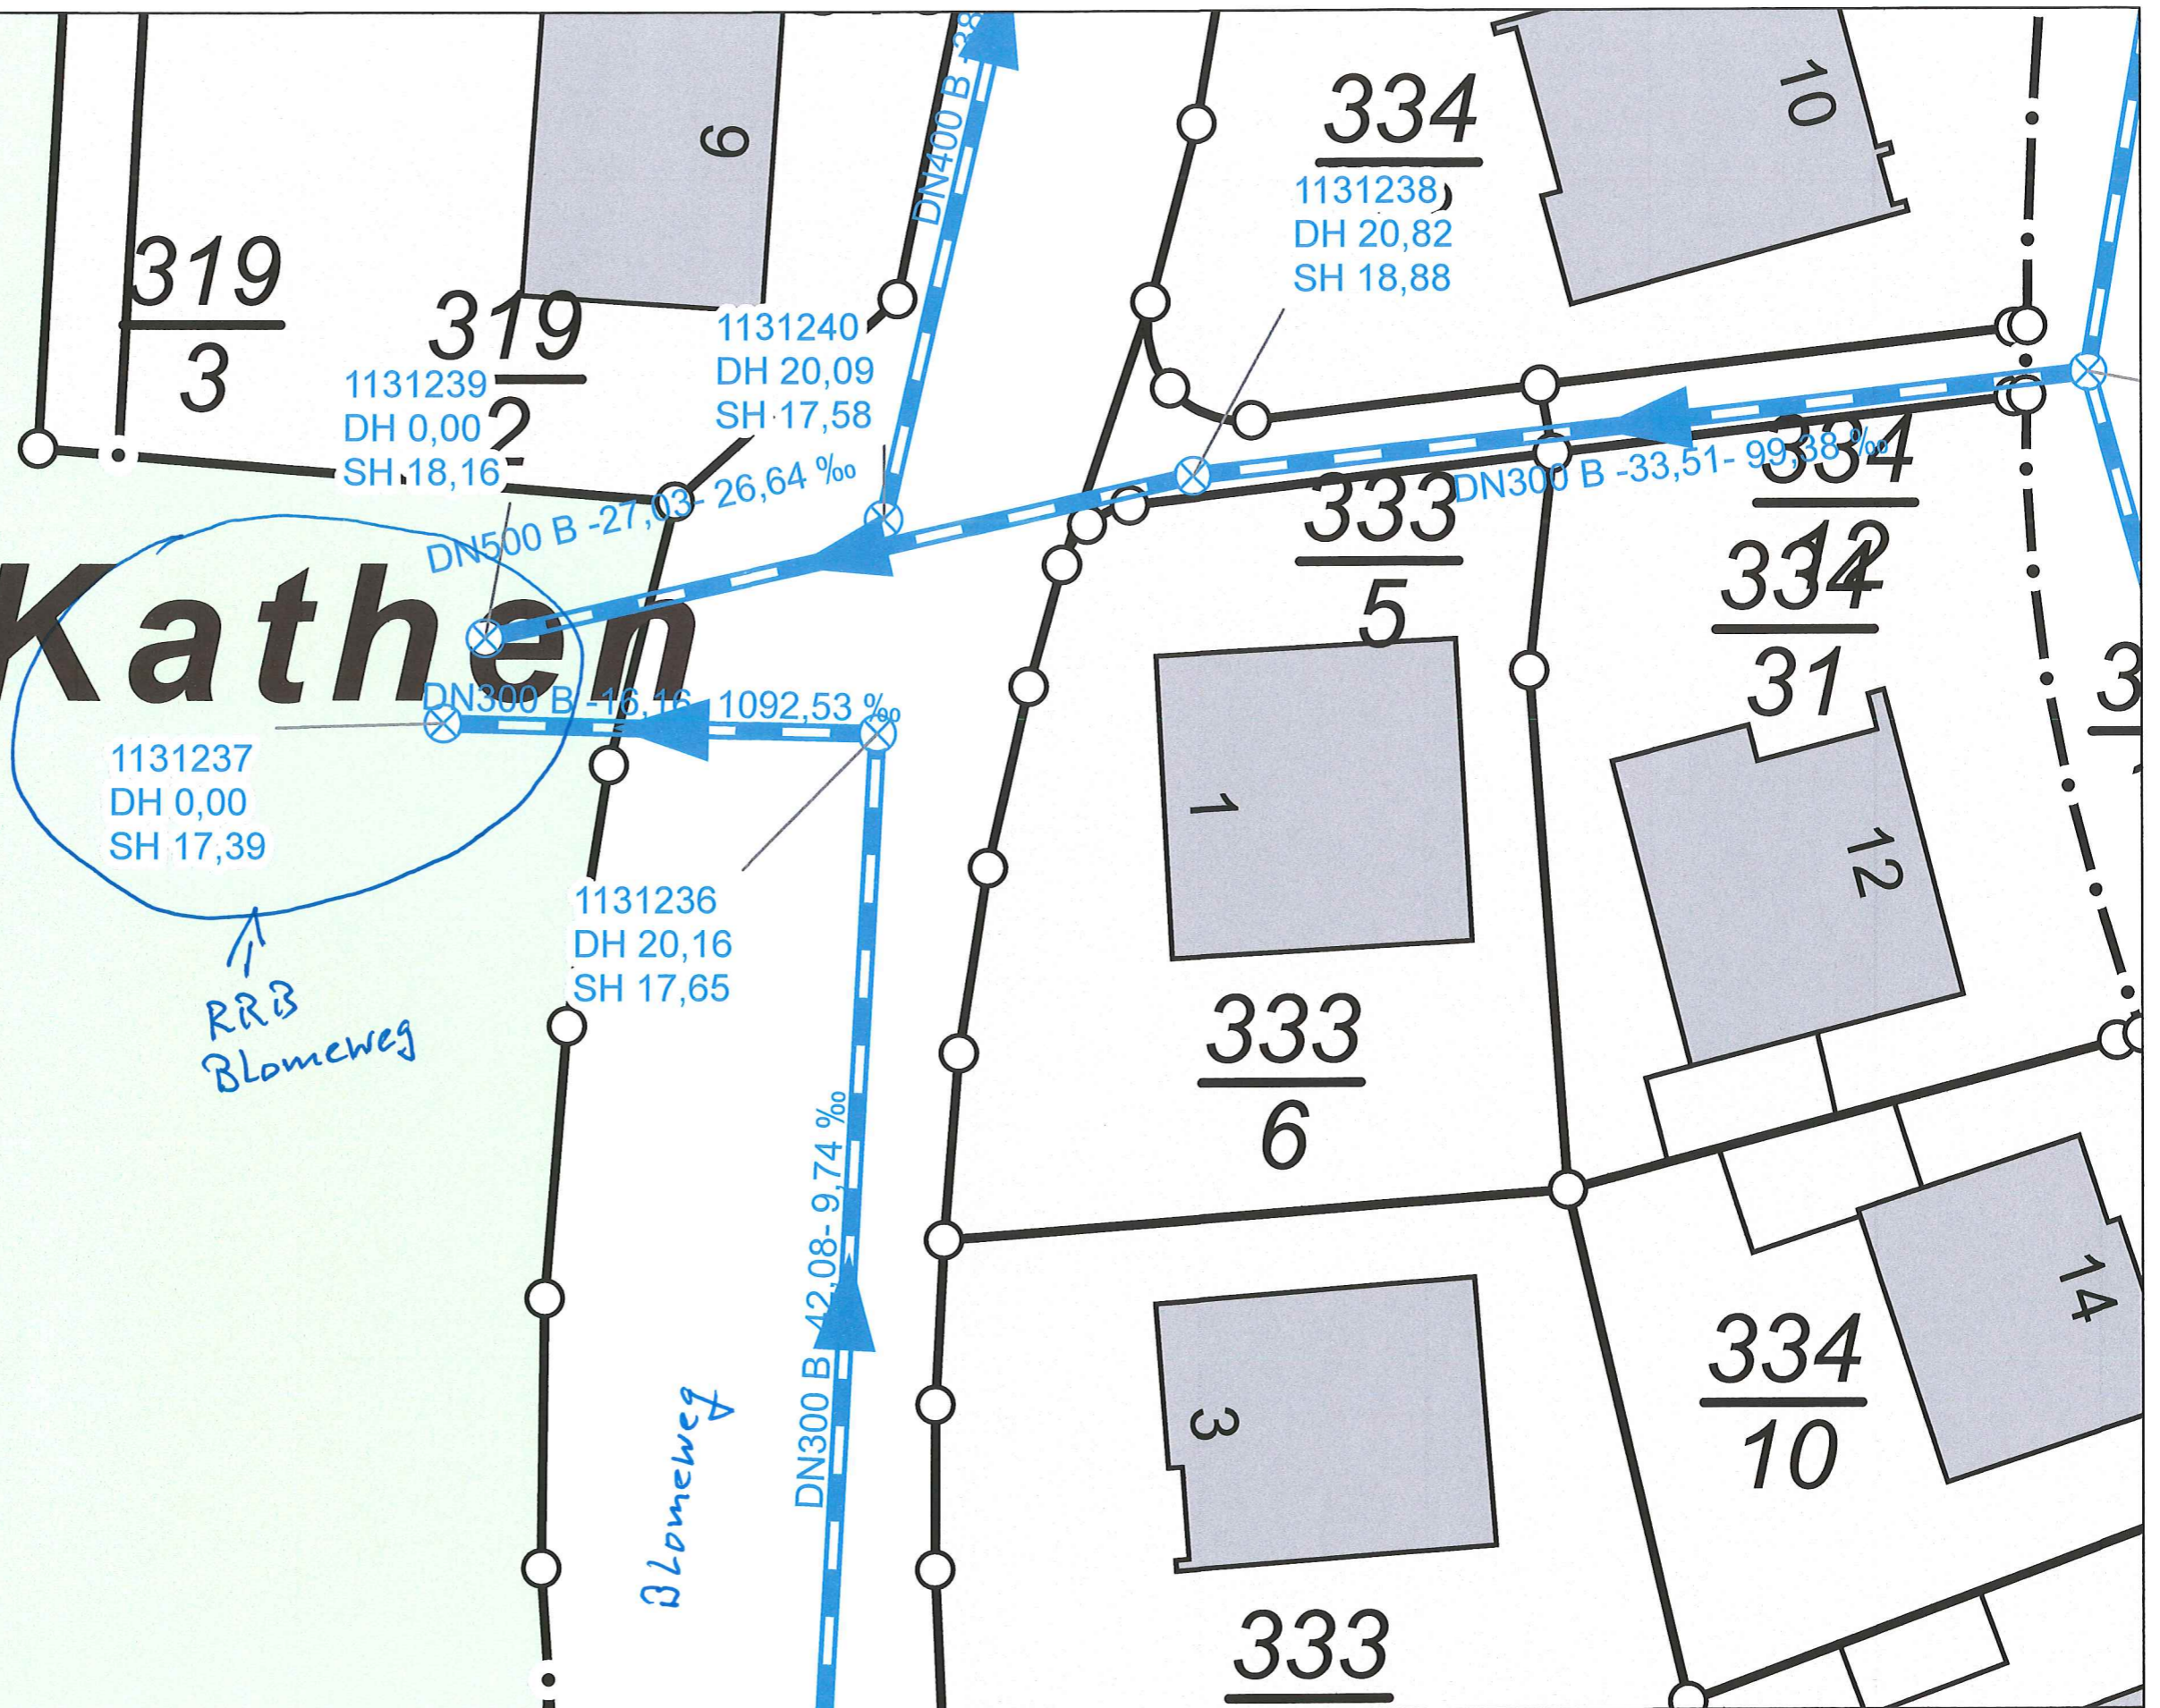 DN400 B
334
10
9
1131238
DH 20,82
SH 18,88
319
3
319
2
1131240
DH 20,09
SH 17,58
1131239
DH 0,00
SH 18,16
DN500 B -27,03- 26,64 ‰
DN300 B -33,51- 99,38 ‰
334
12
333
5
334
31
Kathen
DN300 B -16,16- 1092,53 ‰
1131237
DH 0,00
SH 17,39
1
12
1131236
DH 20,16
SH 17,65
RRB
Blomeweg
333
6
DN300 B -42,08- 9,74 ‰
14
334
10
3
Blomeweg
333